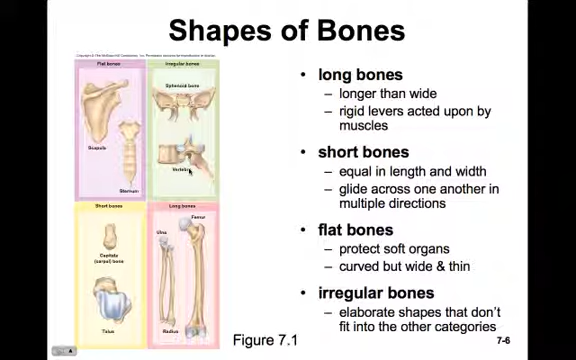 Shapes of Bones
Flat bones
Irregular bones
Sphenoid bone
Scapula
Vertebra
Sternum
Short bones
Long bones
Femur
Ulna
Capitate
(carpal) bone
Talus
Radius
Figure 7.1
• long bones
– longer than wide
– rigid levers acted upon by
muscles
• short bones
– equal in length and width
– glide across one another in
multiple directions
• flat bones
– protect soft organs
– curved but wide & thin
• irregular bones
– elaborate shapes that don't
fit into the other categories
7-6